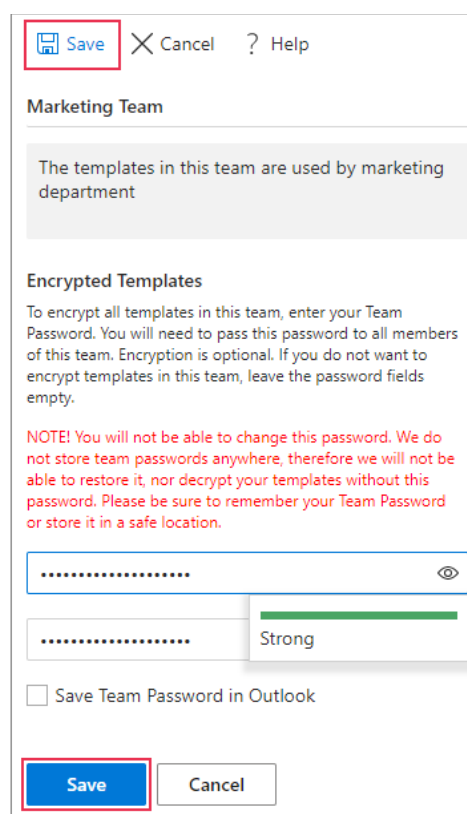 Save Cancel ? Help
Marketing Team
The templates in this team are used by marketing
department
Encrypted Templates
To encrypt all templates in this team, enter your Team
Password. You will need to pass this password to all members
of this team. Encryption is optional. If you do not want to
encrypt templates in this team, leave the password fields
empty.
NOTE! You will not be able to change this password. We do
not store team passwords anywhere, therefore we will not be
able to restore it, nor decrypt your templates without this
password. Please be sure to remember your Team Password
or store it in a safe location.
••••••••••••••••••••
•••••••••••••••••••• Strong
Save Team Password in Outlook
Save Cancel